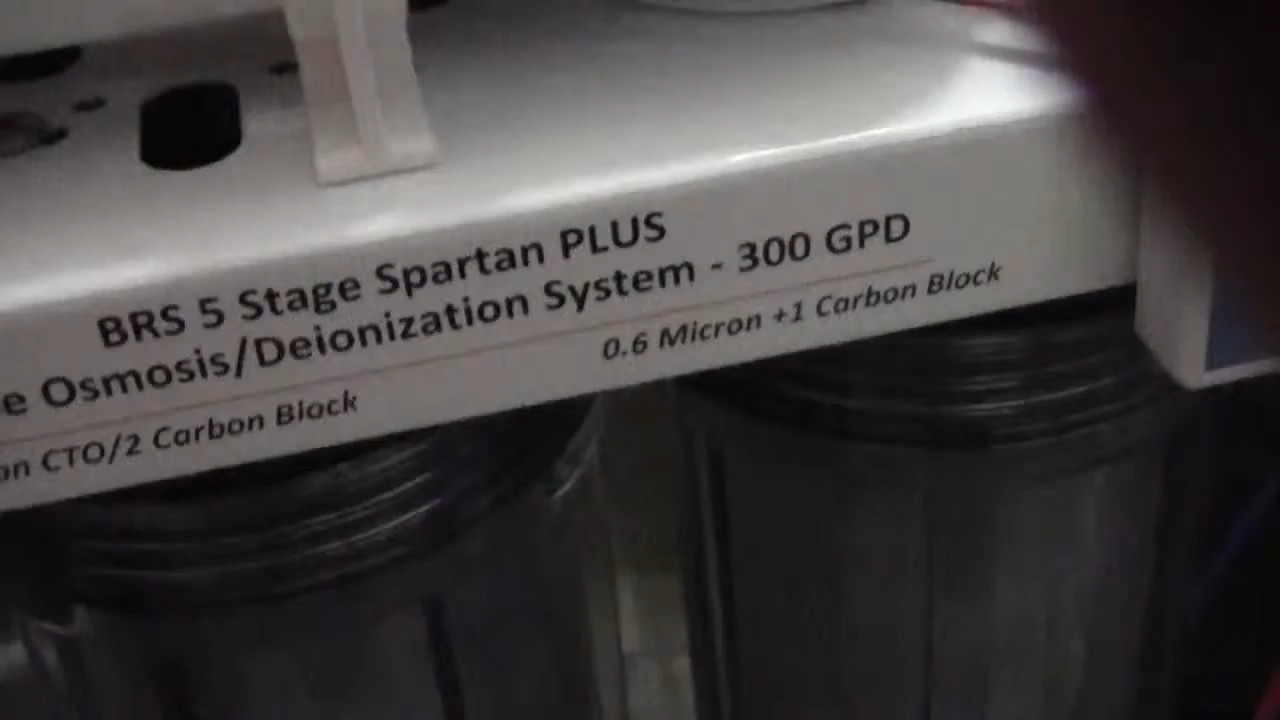 BRS 5 Stage Spartan PLUS
e Osmosis/Deionization System - 300 GPD
0.6 Micron +1 Carbon Block
on CTO/2 Carbon Block